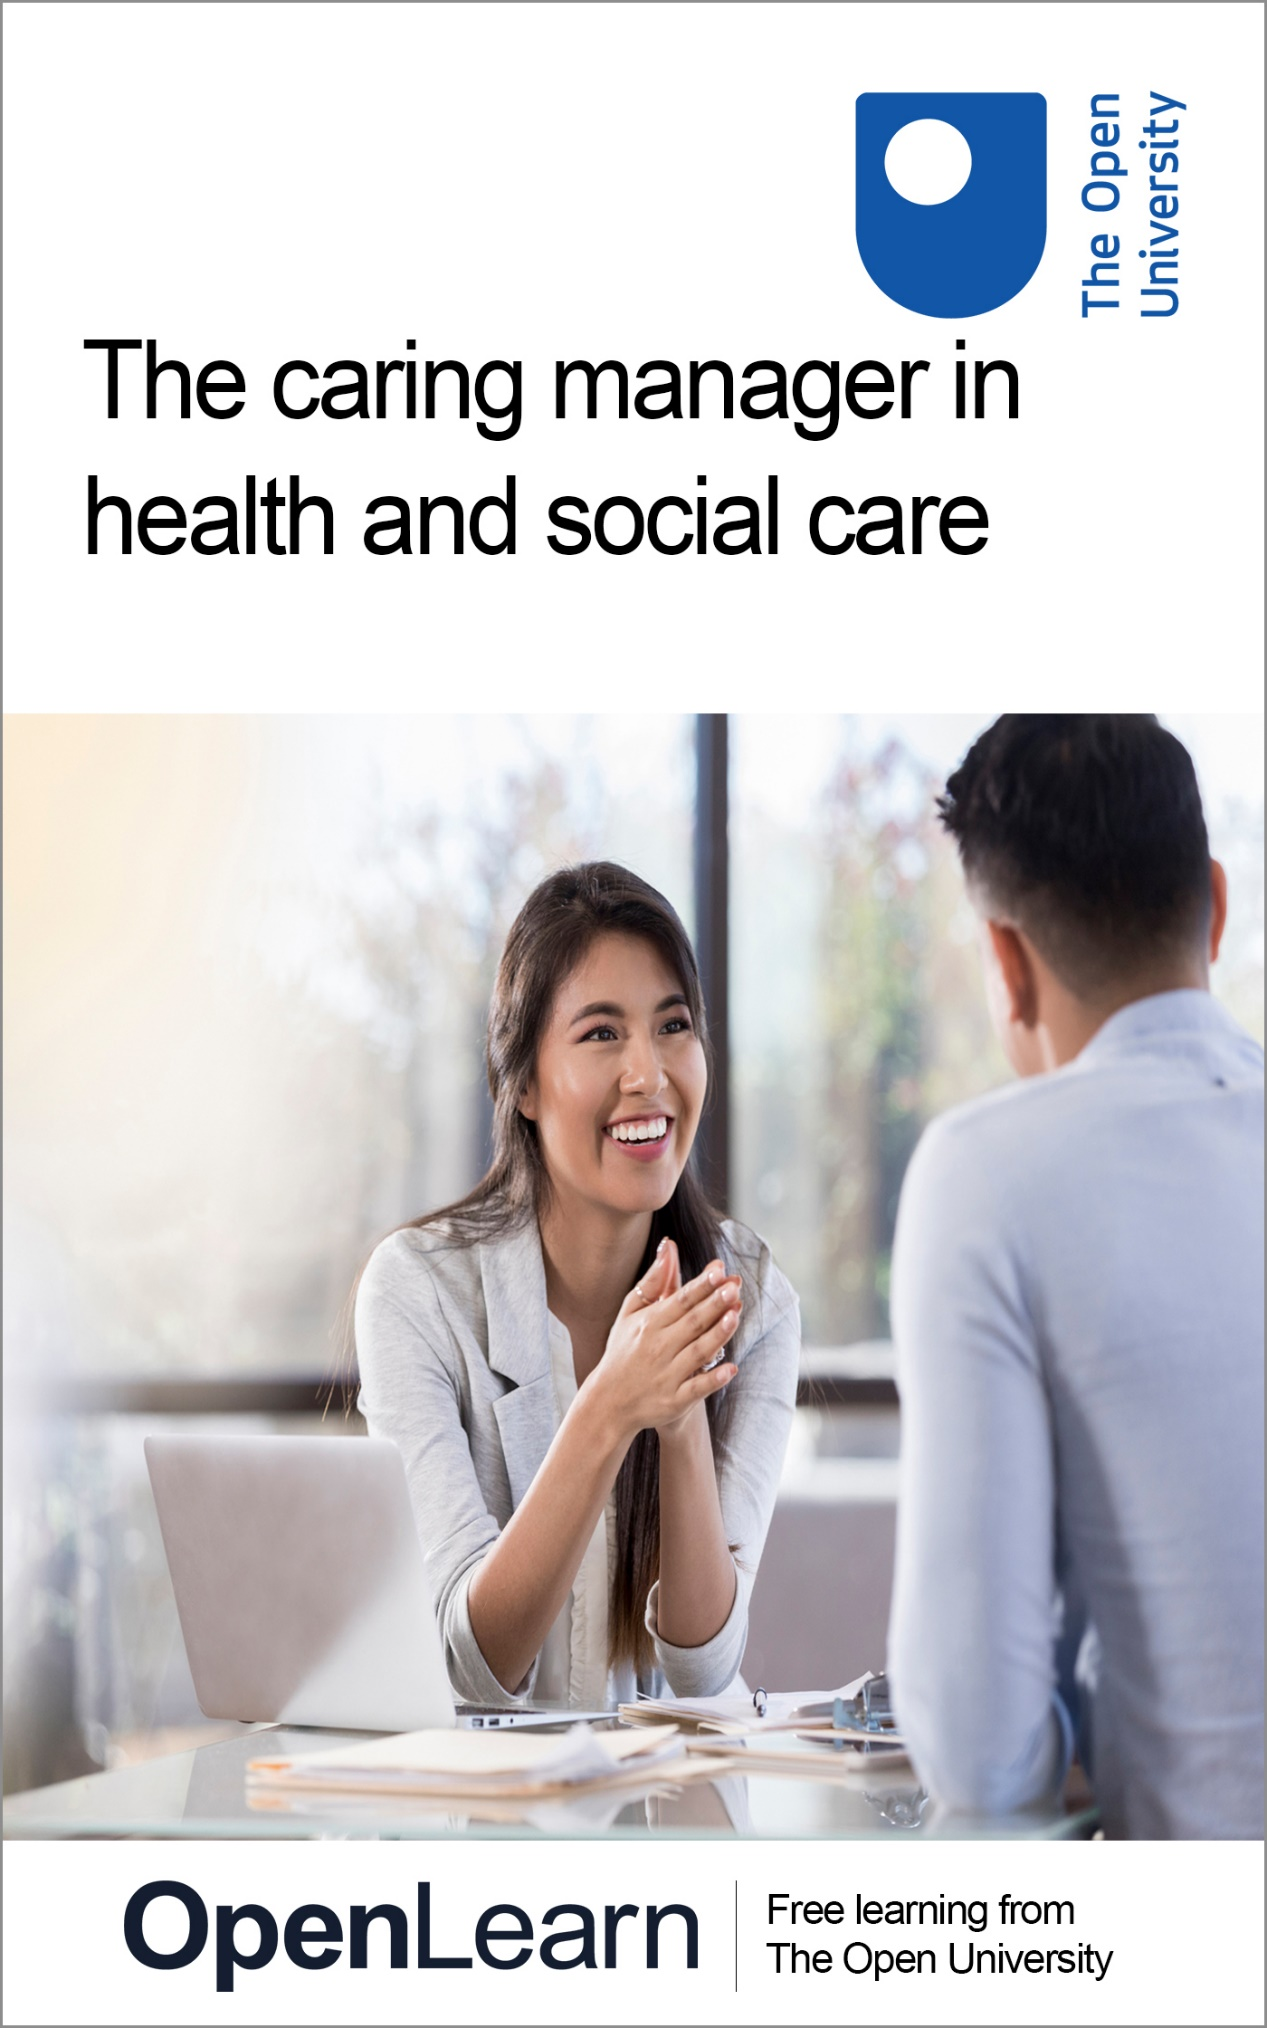 The Open
University
The caring manager in
health and social care
OpenLearn
Free learning from
The Open University